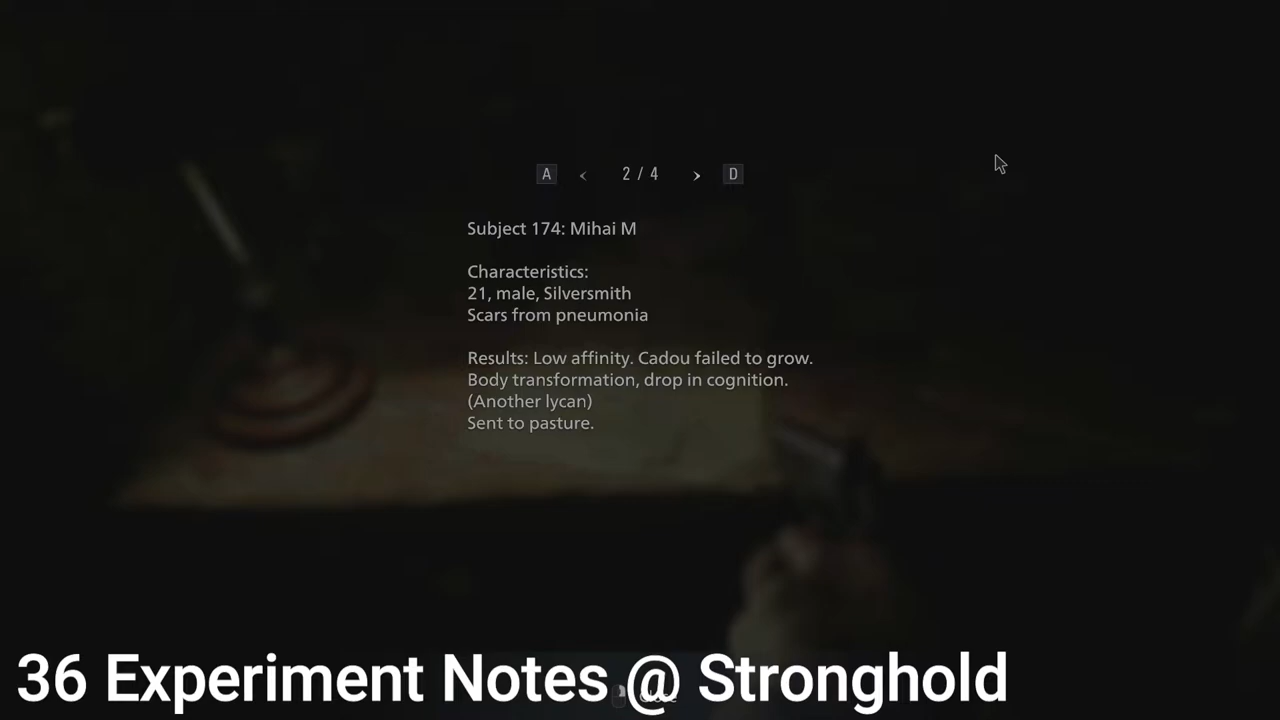 A < 2 / 4 > D
Subject 174: Mihai M
Characteristics:
21, male, Silversmith
Scars from pneumonia
Results: Low affinity. Cadou failed to grow.
Body transformation, drop in cognition.
(Another lycan)
Sent to pasture.
36 Experiment Notes @ Stronghold